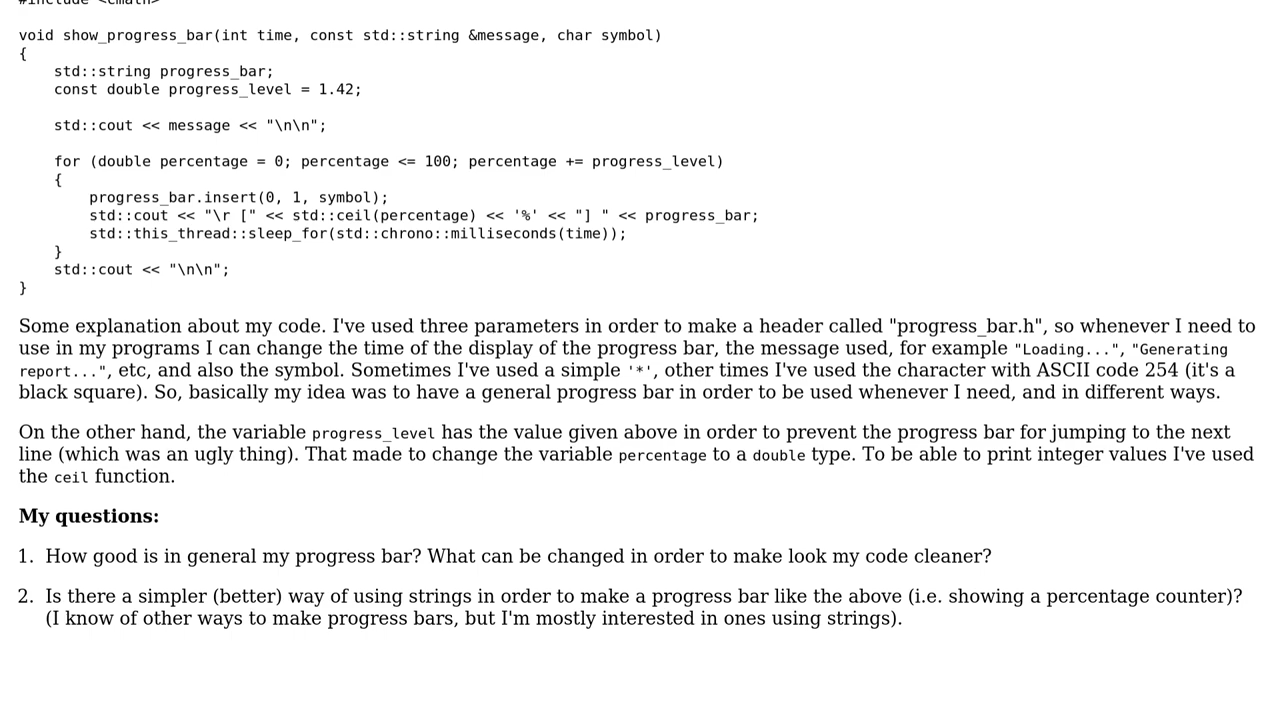 #include <cmath>
void show_progress_bar(int time, const std::string &message, char symbol)
{
    std::string progress_bar;
    const double progress_level = 1.42;
    std::cout << message << "\n\n";
    for (double percentage = 0; percentage <= 100; percentage += progress_level)
    {
        progress_bar.insert(0, 1, symbol);
        std::cout << "\r [" << std::ceil(percentage) << '%' << "] " << progress_bar;
        std::this_thread::sleep_for(std::chrono::milliseconds(time));
    }
    std::cout << "\n\n";
}
Some explanation about my code. I've used three parameters in order to make a header called "progress_bar.h", so whenever I need to
use in my programs I can change the time of the display of the progress bar, the message used, for example "Loading...", "Generating
report...", etc, and also the symbol. Sometimes I've used a simple '*', other times I've used the character with ASCII code 254 (it's a
black square). So, basically my idea was to have a general progress bar in order to be used whenever I need, and in different ways.
On the other hand, the variable progress_level has the value given above in order to prevent the progress bar for jumping to the next
line (which was an ugly thing). That made to change the variable percentage to a double type. To be able to print integer values I've used
the ceil function.
My questions:
1. How good is in general my progress bar? What can be changed in order to make look my code cleaner?
2. Is there a simpler (better) way of using strings in order to make a progress bar like the above (i.e. showing a percentage counter)?
(I know of other ways to make progress bars, but I'm mostly interested in ones using strings).